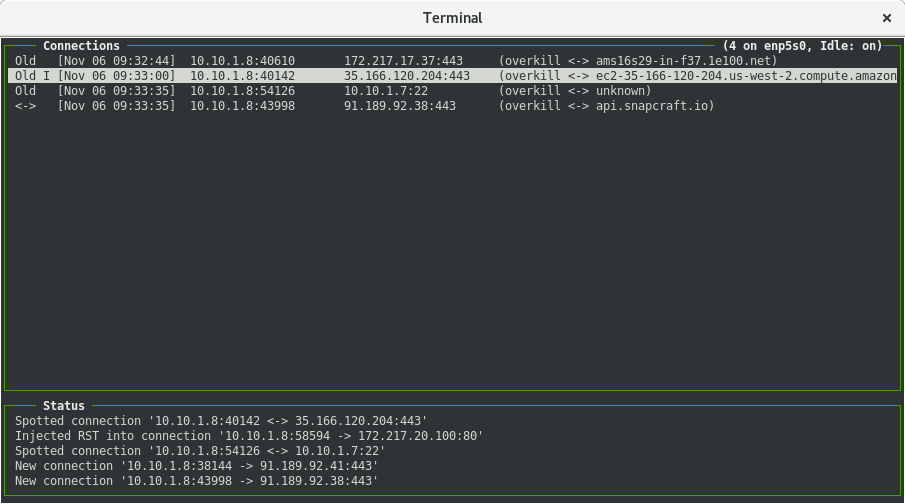 Terminal ×
Connections (4 on enp5s0, Idle: on)
Old [Nov 06 09:32:44] 10.10.1.8:40610 172.217.17.37:443 (overkill <-> ams16s29-in-f37.1e100.net)
Old I [Nov 06 09:33:00] 10.10.1.8:40142 35.166.120.204:443 (overkill <-> ec2-35-166-120-204.us-west-2.compute.amazon
Old [Nov 06 09:33:35] 10.10.1.8:54126 10.10.1.7:22 (overkill <-> unknown)
<-> [Nov 06 09:33:35] 10.10.1.8:43998 91.189.92.38:443 (overkill <-> api.snapcraft.io)
Status
Spotted connection '10.10.1.8:40142 <-> 35.166.120.204:443'
Injected RST into connection '10.10.1.8:58594 -> 172.217.20.100:80'
Spotted connection '10.10.1.8:54126 <-> 10.10.1.7:22'
New connection '10.10.1.8:38144 -> 91.189.92.41:443'
New connection '10.10.1.8:43998 -> 91.189.92.38:443'